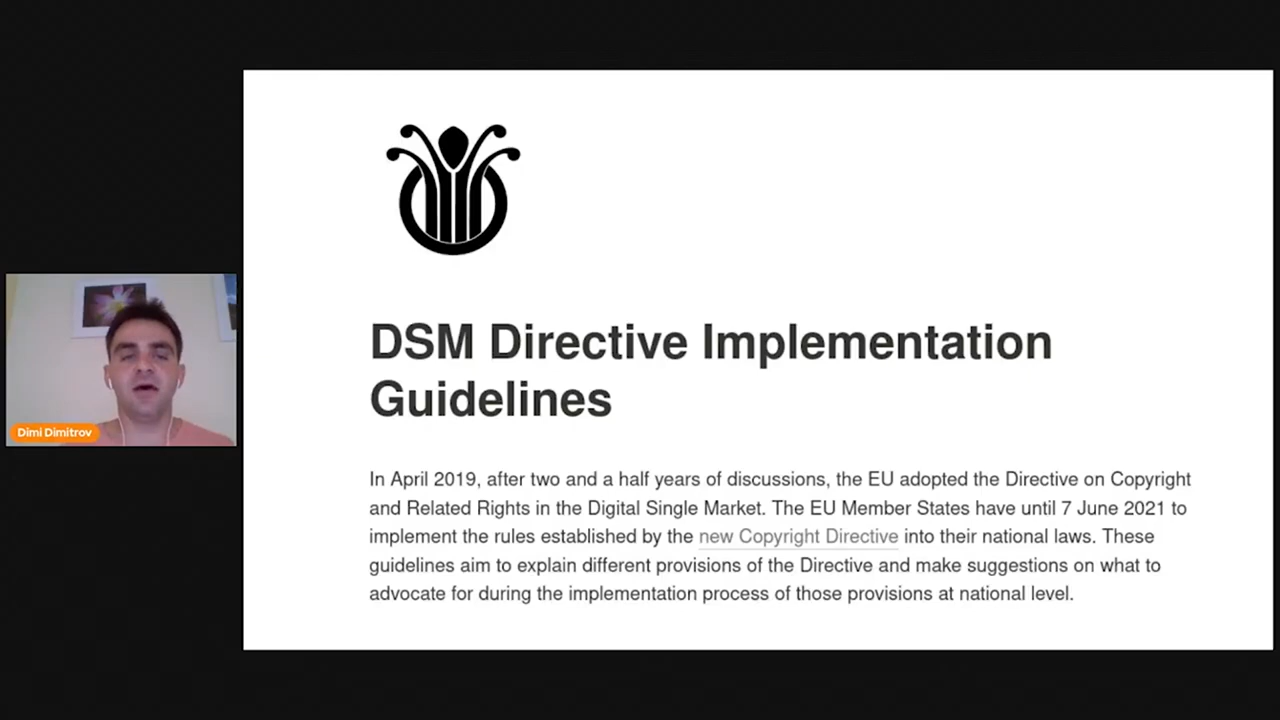 DSM Directive Implementation
Guidelines
In April 2019, after two and a half years of discussions, the EU adopted the Directive on Copyright
and Related Rights in the Digital Single Market. The EU Member States have until 7 June 2021 to
implement the rules established by the new Copyright Directive into their national laws. These
guidelines aim to explain different provisions of the Directive and make suggestions on what to
advocate for during the implementation process of those provisions at national level.
Dimi Dimitrov